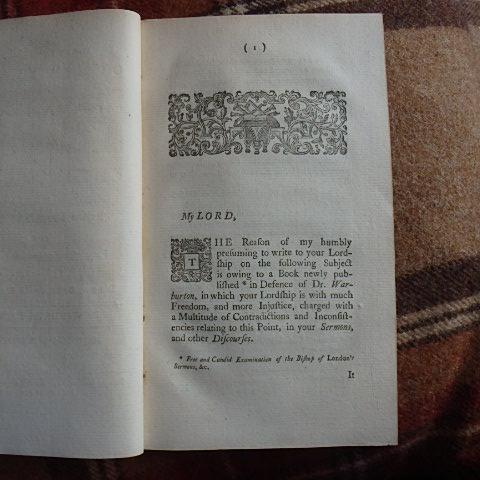 ( 1 )
My LORD,
THE Reaſon of my humbly
preſuming to write to your Lord-
ſhip on the following Subject
is owing to a Book newly pub-
liſhed * in Defence of Dr. War-
burton, in which your Lordſhip is with much
Freedom, and more Injuſtice, charged with
a Multitude of Contradictions and Inconſiſ-
tencies relating to this Point, in your Sermons,
and other Diſcourſes.
* Free and Candid Examination of the Biſhop of London's
Sermons, &c.
It